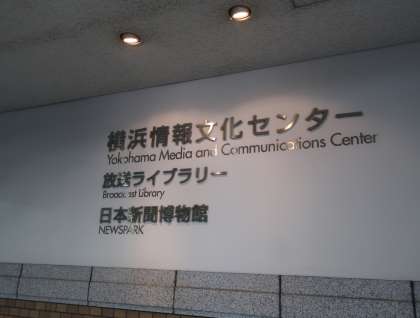 横浜情報文化センター
Yokohama Media and Communications Center
放送ライブラリー
Broadcast Library
日本新聞博物館
NEWSPARK